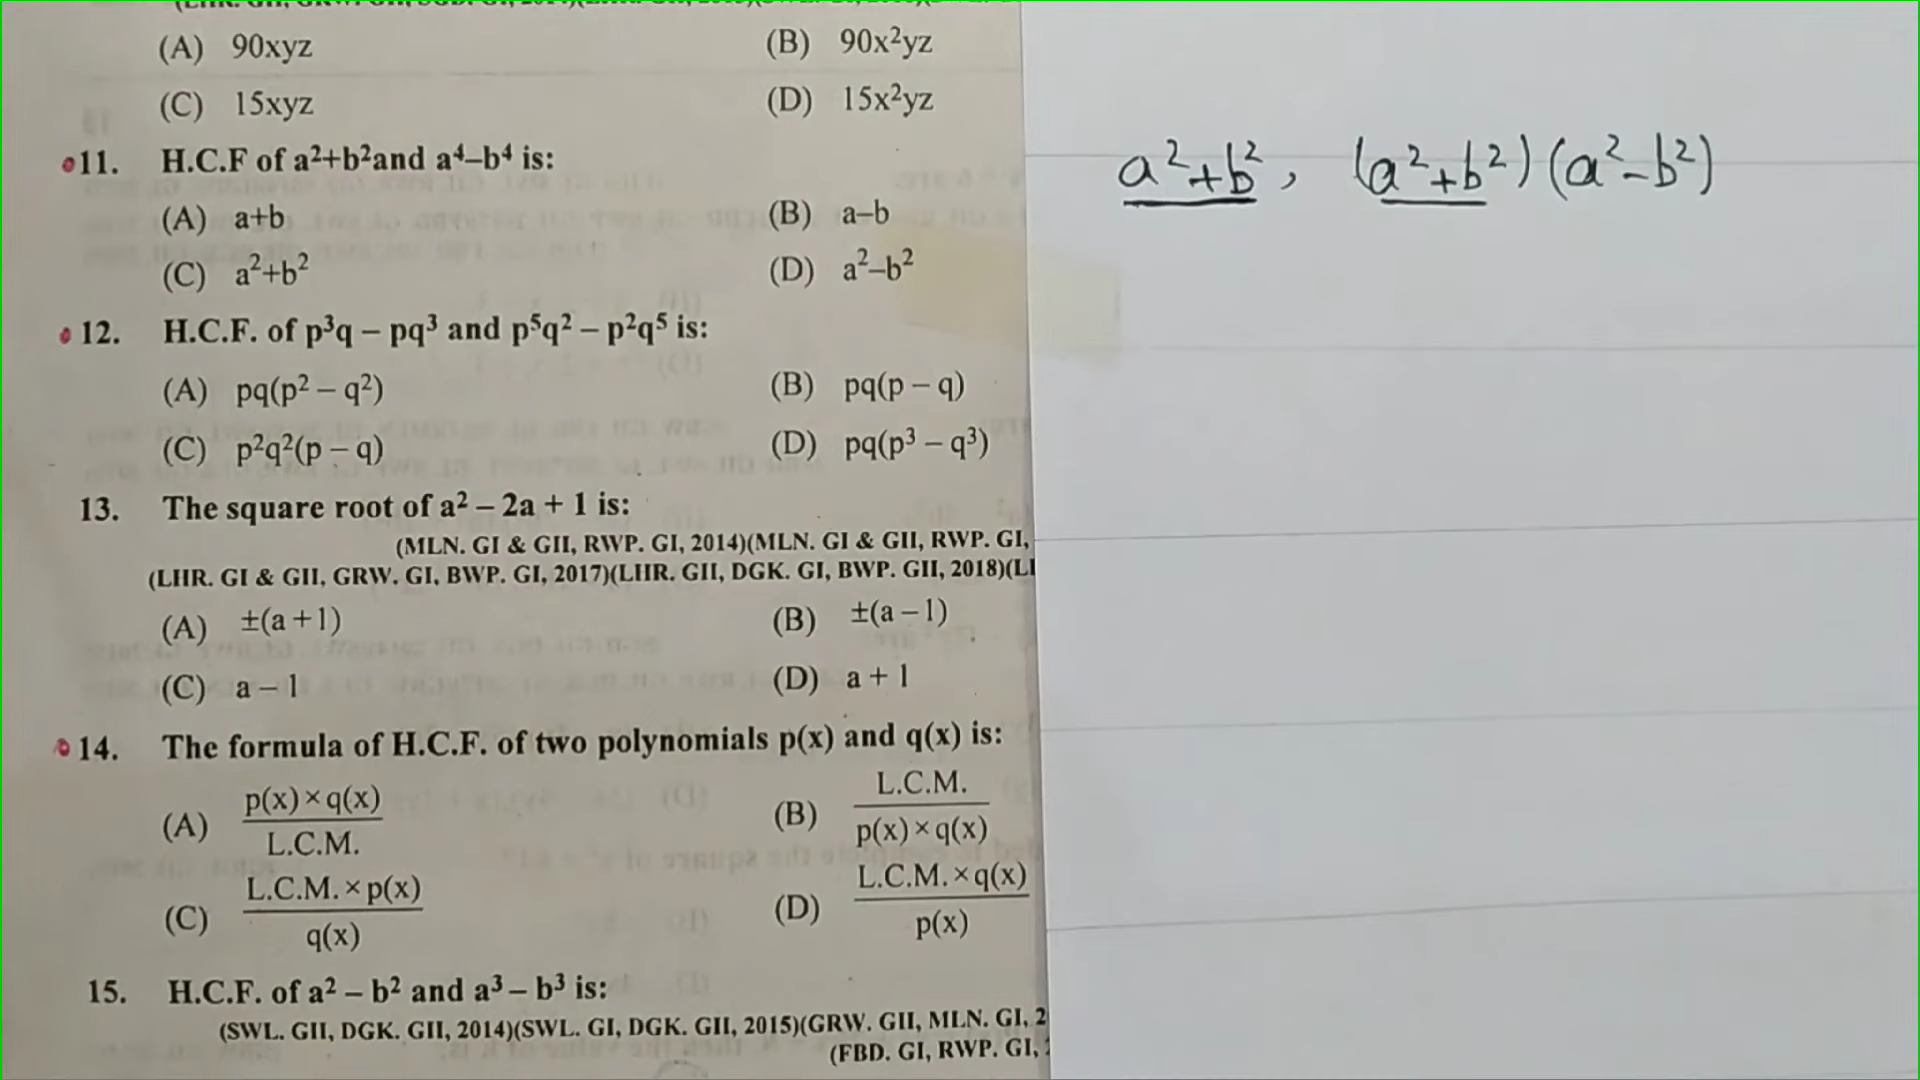 (A) 90xyz (B) 90x²yz
(C) 15xyz (D) 15x²yz
11. H.C.F of a²+b²and a⁴–b⁴ is:
(A) a+b (B) a–b
(C) a²+b² (D) a²–b²
12. H.C.F. of p³q – pq³ and p⁵q² – p²q⁵ is:
(A) pq(p² – q²) (B) pq(p – q)
(C) p²q²(p – q) (D) pq(p³ – q³)
13. The square root of a² – 2a + 1 is:
(MLN. GI & GII, RWP. GI, 2014)(MLN. GI & GII, RWP. GI,
(LHR. GI & GII, GRW. GI, BWP. GI, 2017)(LHR. GII, DGK. GI, BWP. GII, 2018)(
(A) ±(a+1) (B) ±(a – 1)
(C) a – 1 (D) a + 1
14. The formula of H.C.F. of two polynomials p(x) and q(x) is:
(A) p(x)×q(x) / L.C.M. (B) L.C.M. / p(x)×q(x)
(C) L.C.M.×p(x) / q(x) (D) L.C.M.×q(x) / p(x)
15. H.C.F. of a² – b² and a³ – b³ is:
(SWL. GII, DGK. GII, 2014)(SWL. GI, DGK. GII, 2015)(GRW. GII, MLN. GI, 2
(FBD. GI, RWP. GI,
a²+b², (a²+b²)(a²-b²)